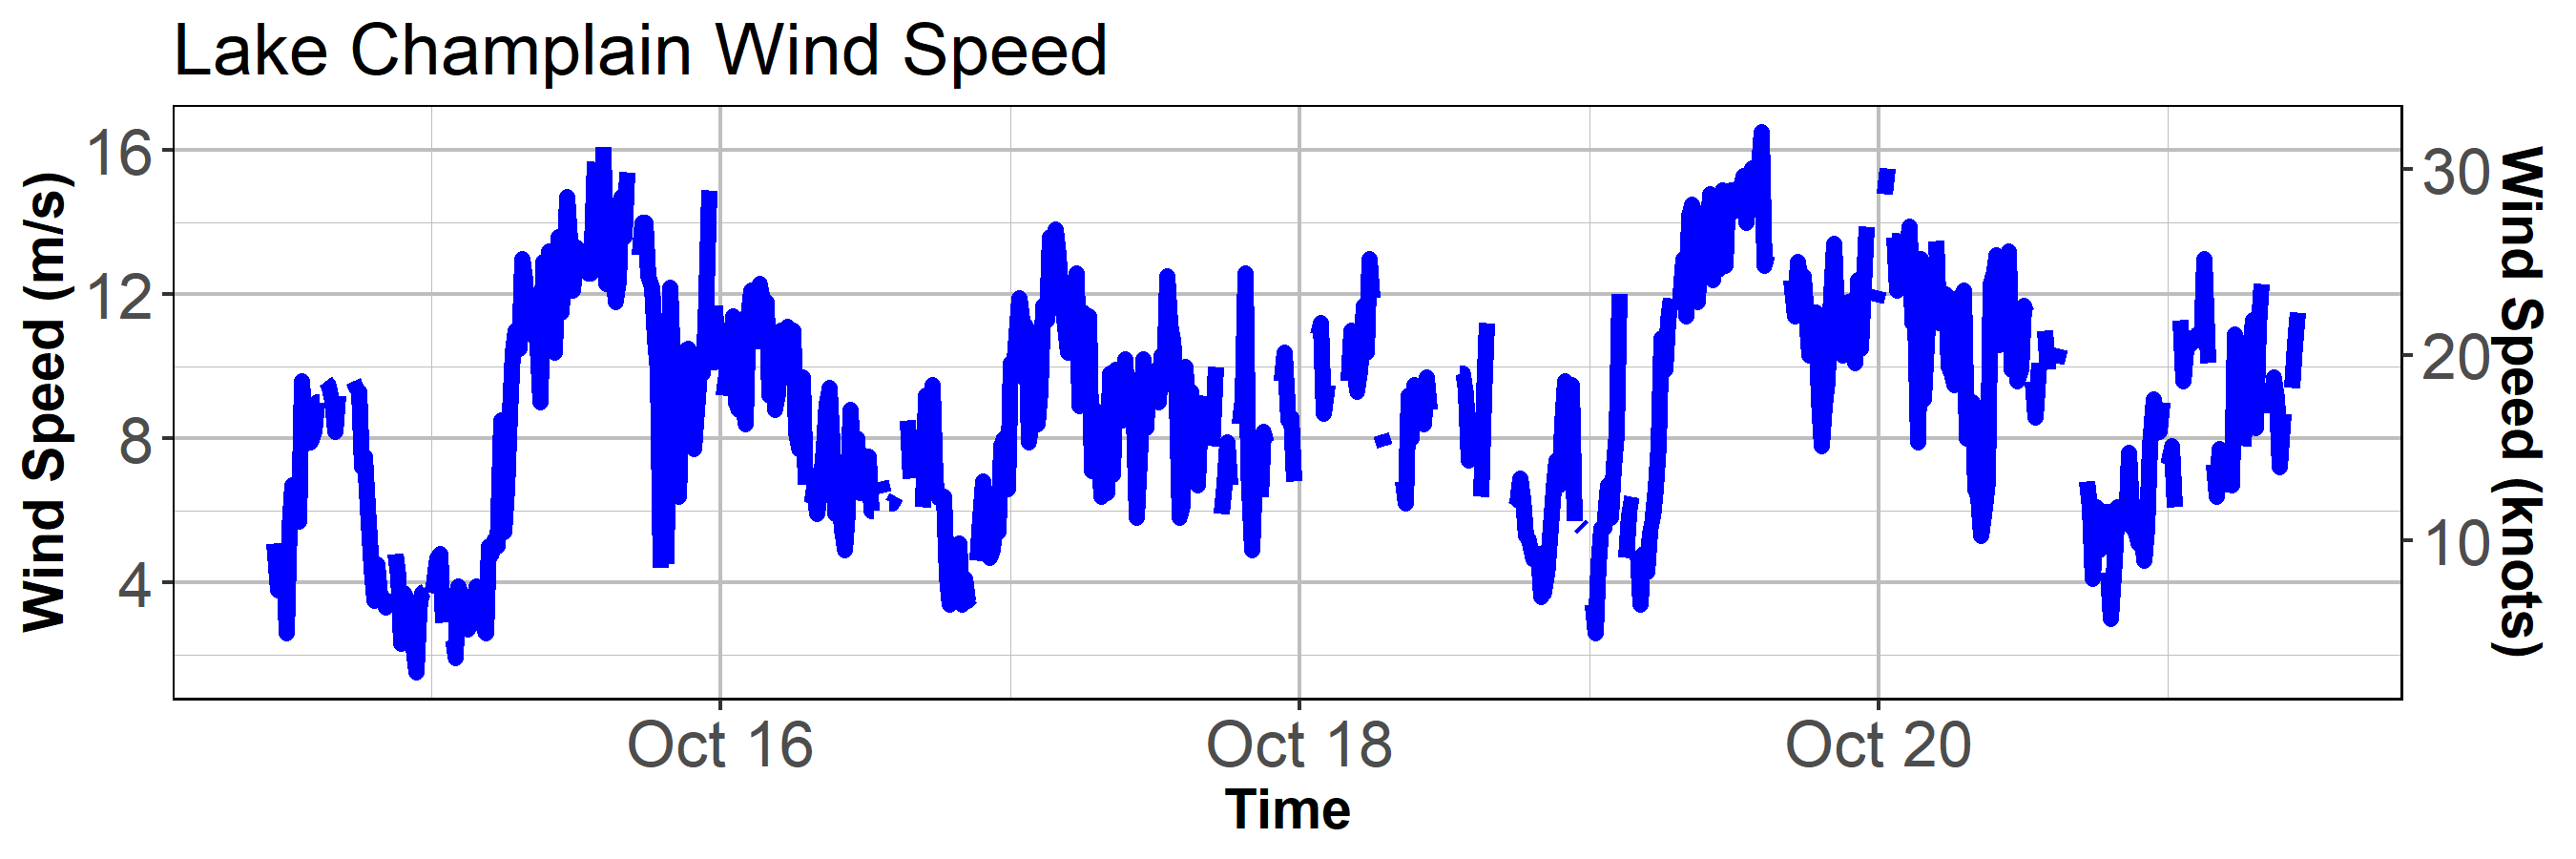 Lake Champlain Wind Speed
Wind Speed (m/s)
16
12
8
4
30
20
10
Wind Speed (knots)
Oct 16 Oct 18 Oct 20
Time